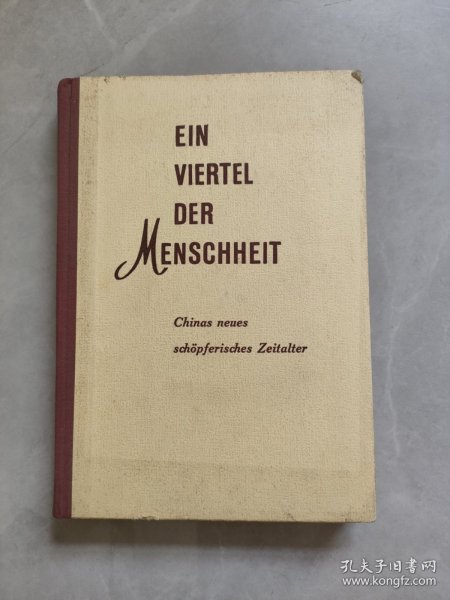 EIN
VIERTEL
DER
MENSCHHEIT
Chinas neues
schöpferisches Zeitalter
孔夫子旧书网
www.kongfz.com